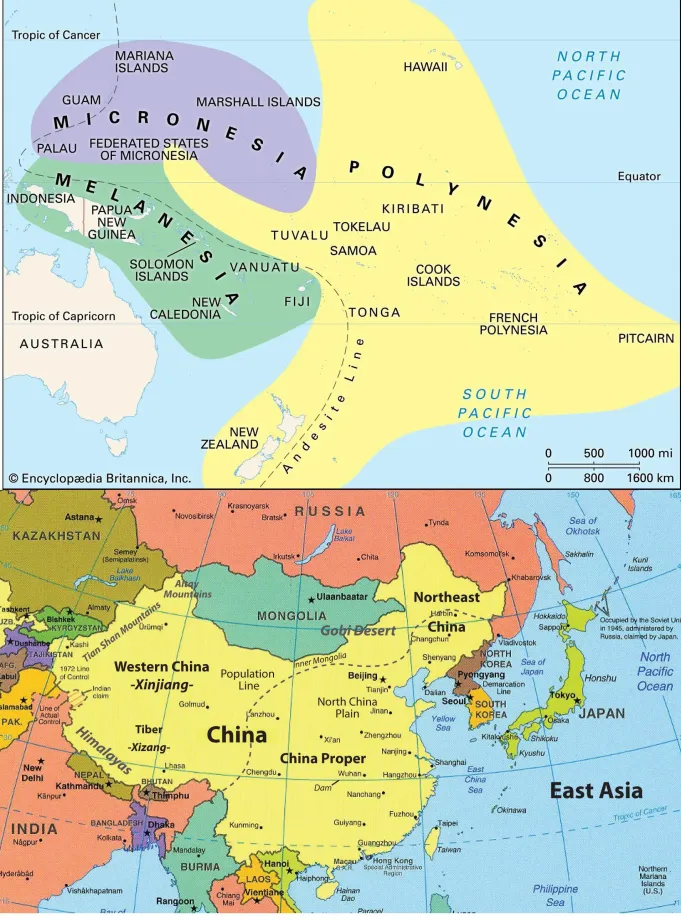 Tropic of Cancer
MARIANA
ISLANDS
HAWAII
NORTH
PACIFIC
OCEAN
GUAM
MARSHALL ISLANDS
MICRONESIA
PALAU
FEDERATED STATES
OF MICRONESIA
Equator
POLYNESIA
MELANESIA
INDONESIA
PAPUA
NEW
GUINEA
KIRIBATI
TUVALU
TOKELAU
SAMOA
SOLOMON
ISLANDS
VANUATU
COOK
ISLANDS
NEW
CALEDONIA
FIJI
TONGA
FRENCH
POLYNESIA
PITCAIRN
Tropic of Capricorn
AUSTRALIA
Andesite Line
SOUTH
PACIFIC
OCEAN
NEW
ZEALAND
0 500 1000 mi
0 800 1600 km
© Encyclopædia Britannica, Inc.
Omsk
Novosibirsk
Krasnoyarsk
Bratsk
RUSSIA
Tynda
Sea of
Okhotsk
Astana
KAZAKHSTAN
Semey
(Semipalatinsk)
Lake
Balkhash
Irkutsk
Lake
Baikal
Chita
Komsomol'sk
Sakhalin
Kuril
Islands
Khabarovsk
Altay
Mountains
Ulaanbaatar
MONGOLIA
Gobi Desert
Northeast
China
Harbin
Changchun
Hokkaido
Sapporo
Occupied by the Soviet Uni
in 1945, administered by
Russia, claimed by Japan.
Tashkent
UZB.
Bishkek
Almaty
KYRGYZSTAN
Tian Shan Mountains
Ürümqi
Dushanbe
TAJIKISTAN
Kashi
AFG.
Kabul
1972 Line
of Control
Indian
claim
Islamabad
PAK.
Line of
Actual
Control
Western China
-Xinjiang-
Population
Line
Inner Mongolia
Beijing
Tianjin
Shenyang
Vladivostok
NORTH
KOREA
Pyongyang
Demarcation
Line
Sea of
Japan
Honshu
North
Pacific
Ocean
Dalian
Seoul
SOUTH
KOREA
Tokyo
JAPAN
Osaka
Kitakyushu
Shikoku
Kyushu
Golmud
Lanzhou
North China
Plain
Jinan
Yellow
Sea
Tiber
-Xizang-
China
Xi'an
Zhengzhou
China Proper
Nanjing
Shanghai
Himalayas
Lhasa
Chengdu
Wuhan
Hangzhou
East
China
Sea
East Asia
New
Delhi
NEPAL
Kathmandu
BHUTAN
Thimphu
Dam
Nanchang
Kānpur
Okinawa
Tropic of Cancer
INDIA
BANGLADESH
Dhaka
Kolkata
Kunming
Guiyang
Fuzhou
Taipei
Taiwan
Nāgpur
Mandalay
BURMA
Guangzhou
Macau
S.A.R.
Hong Kong
Special Administrative
Region
Hanoi
Haiphong
LAOS
Vientiane
Hyderābād
Vishākhapatnam
Rangoon
Chiang
Mai
Hainan
Dao
Philippine
Sea
Northern
Mariana
Islands
(U.S.)
Bay of
Paracel